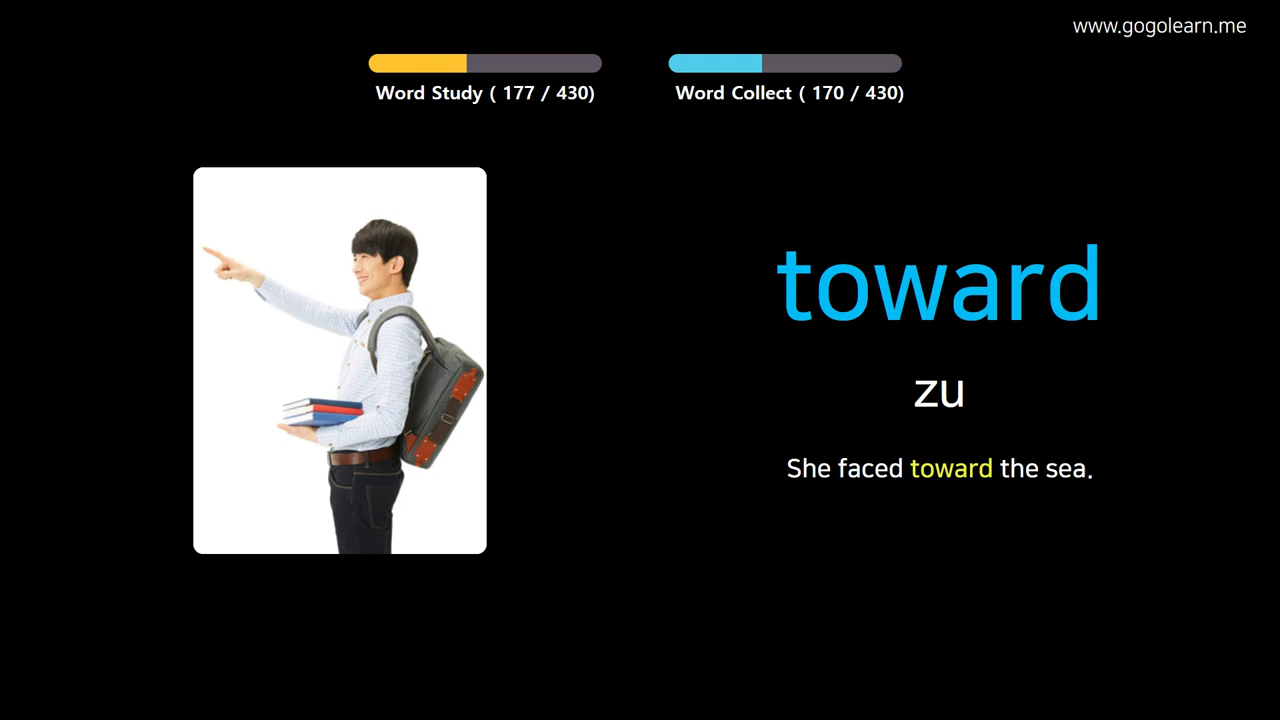 www.gogolearn.me
Word Study ( 177 / 430)
Word Collect ( 170 / 430)
toward
zu
She faced toward the sea.